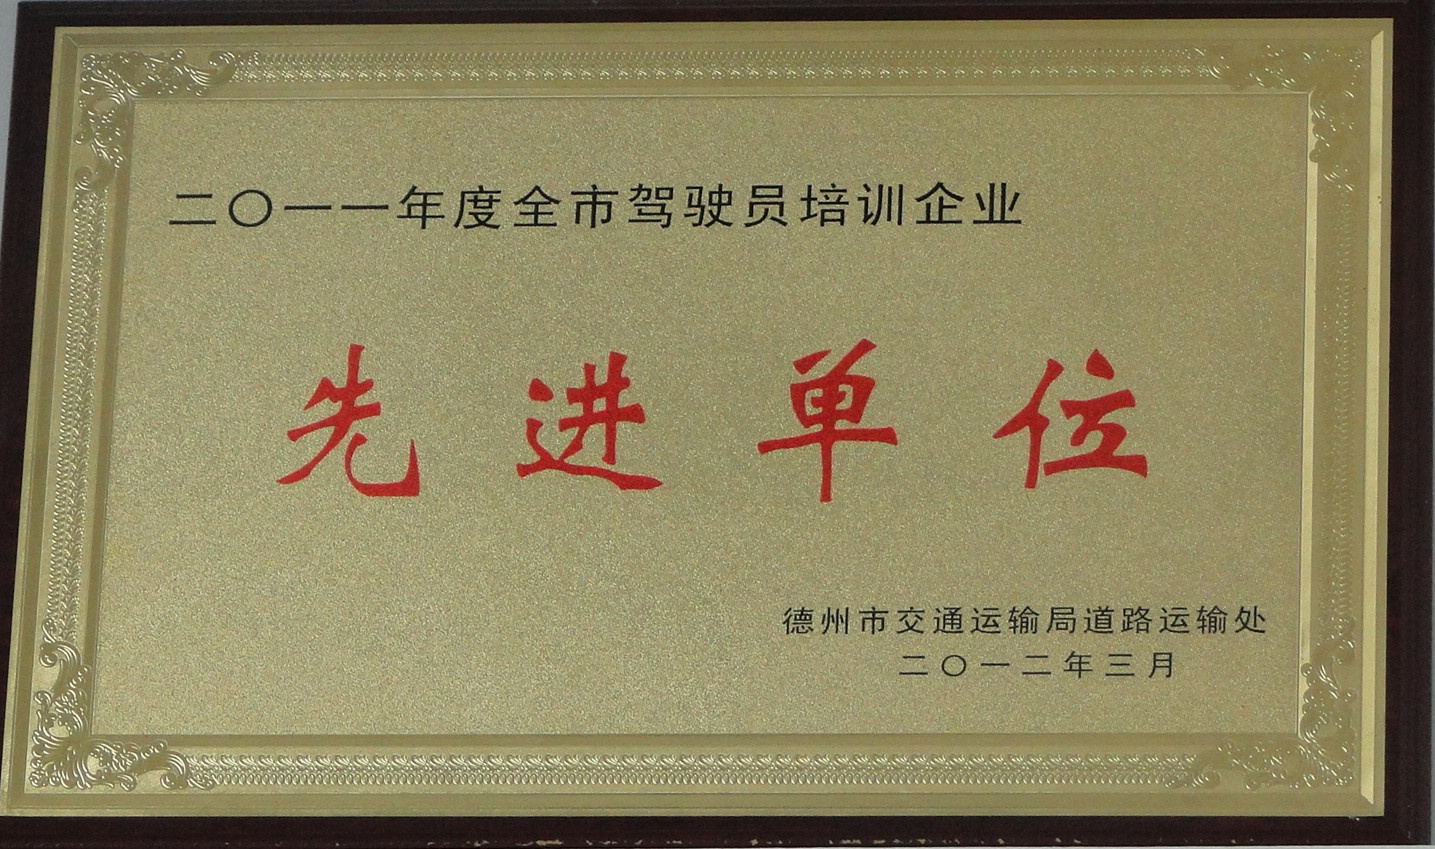 二〇一一年度全市驾驶员培训企业
先进单位
德州市交通运输局道路运输处
二〇一二年三月